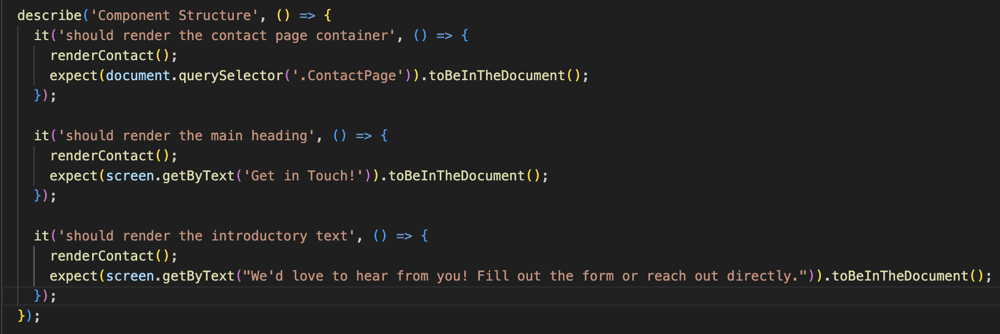 describe('Component Structure', () => {
  it('should render the contact page container', () => {
    renderContact();
    expect(document.querySelector('.ContactPage')).toBeInTheDocument();
  });

  it('should render the main heading', () => {
    renderContact();
    expect(screen.getByText('Get in Touch!')).toBeInTheDocument();
  });

  it('should render the introductory text', () => {
    renderContact();
    expect(screen.getByText("We'd love to hear from you! Fill out the form or reach out directly.")).toBeInTheDocument();
  });
});